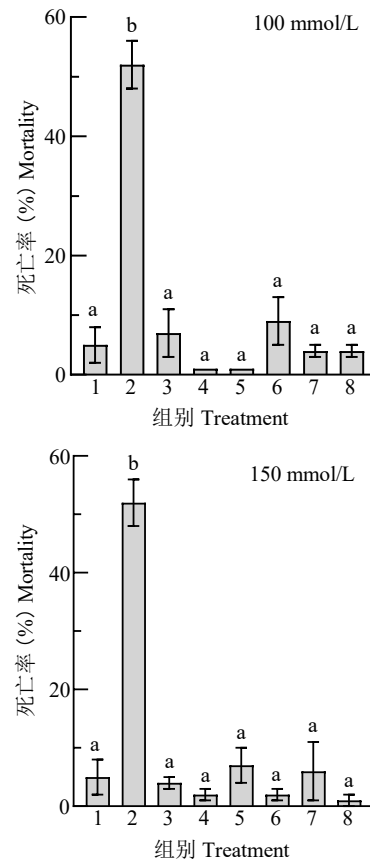 60
100 mmol/L
b
40
死亡率 (%) Mortality
20
a a a a a a a
0
1 2 3 4 5 6 7 8
组别 Treatment
60
150 mmol/L
b
40
死亡率 (%) Mortality
20
a a a a a a a
0
1 2 3 4 5 6 7 8
组别 Treatment